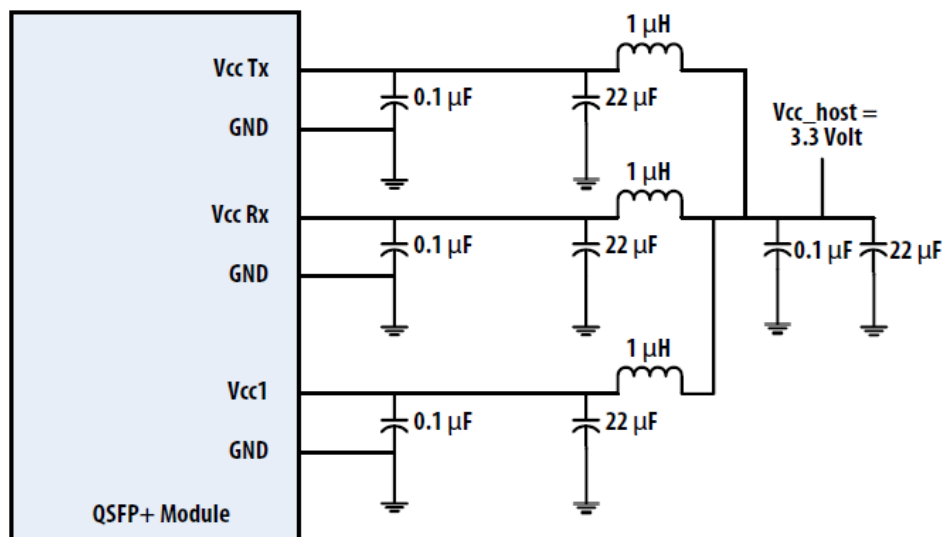 1 µH
Vcc Tx
0.1 µF
22 µF
GND
Vcc_host =
3.3 Volt
1 µH
Vcc Rx
0.1 µF
22 µF
0.1 µF
22 µF
GND
1 µH
Vcc1
0.1 µF
22 µF
GND
QSFP+ Module